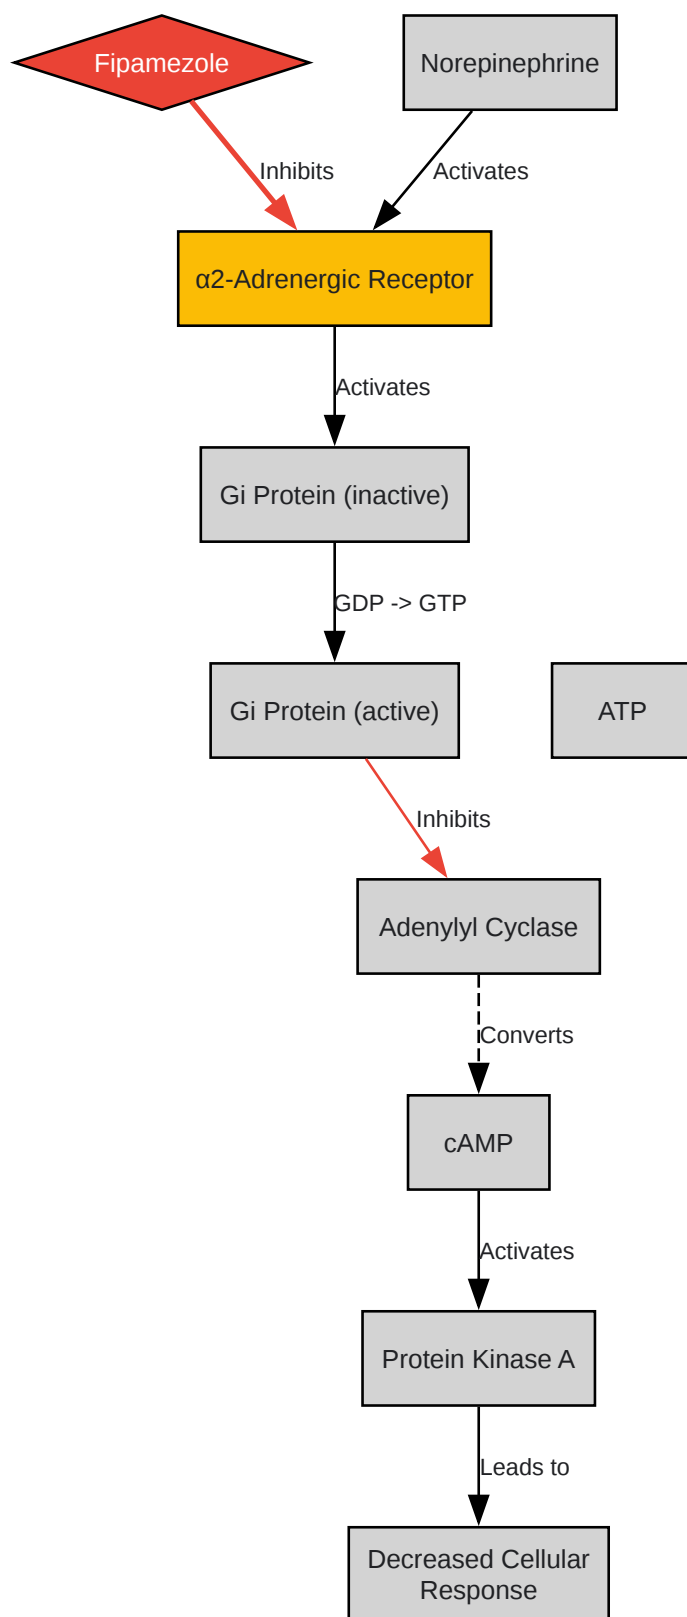 Fipamezole
Norepinephrine
Inhibits
Activates
α2-Adrenergic Receptor
Activates
Gi Protein (inactive)
GDP -> GTP
Gi Protein (active)
ATP
Inhibits
Adenylyl Cyclase
Converts
cAMP
Activates
Protein Kinase A
Leads to
Decreased Cellular
Response